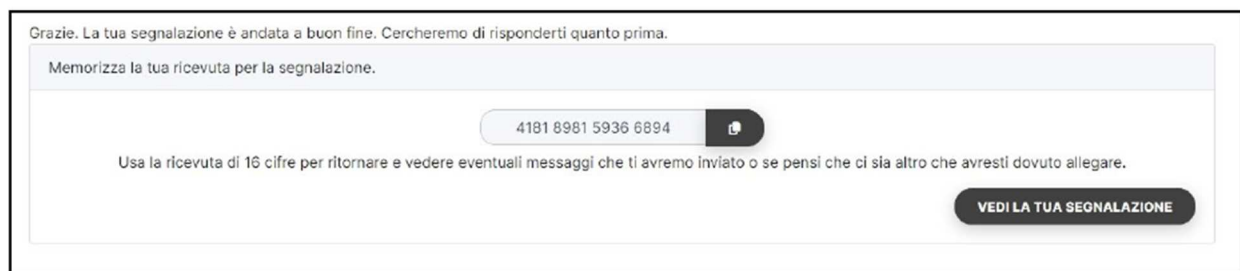 Grazie. La tua segnalazione è andata a buon fine. Cercheremo di risponderti quanto prima.
Memorizza la tua ricevuta per la segnalazione.
4181 8981 5936 6894
Usa la ricevuta di 16 cifre per ritornare e vedere eventuali messaggi che ti avremo inviato o se pensi che ci sia altro che avresti dovuto allegare.
VEDI LA TUA SEGNALAZIONE